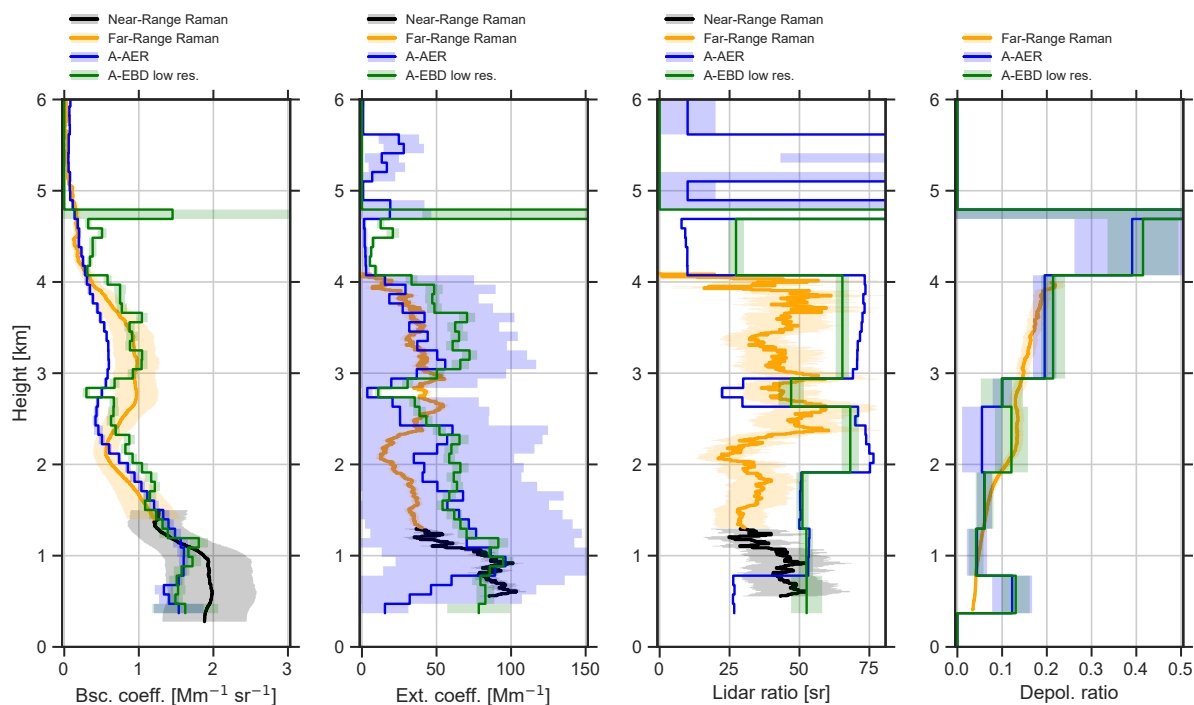 Near-Range Raman
Far-Range Raman
A-AER
A-EBD low res.
Near-Range Raman
Far-Range Raman
A-AER
A-EBD low res.
Near-Range Raman
Far-Range Raman
A-AER
A-EBD low res.
Far-Range Raman
A-AER
A-EBD low res.
Height [km]
6
5
4
3
2
1
0
0 1 2 3
Bsc. coeff. [Mm⁻¹ sr⁻¹]
6
5
4
3
2
1
0
0 50 100 150
Ext. coeff. [Mm⁻¹]
6
5
4
3
2
1
0
0 25 50 75
Lidar ratio [sr]
6
5
4
3
2
1
0
0.0 0.1 0.2 0.3 0.4 0.5
Depol. ratio